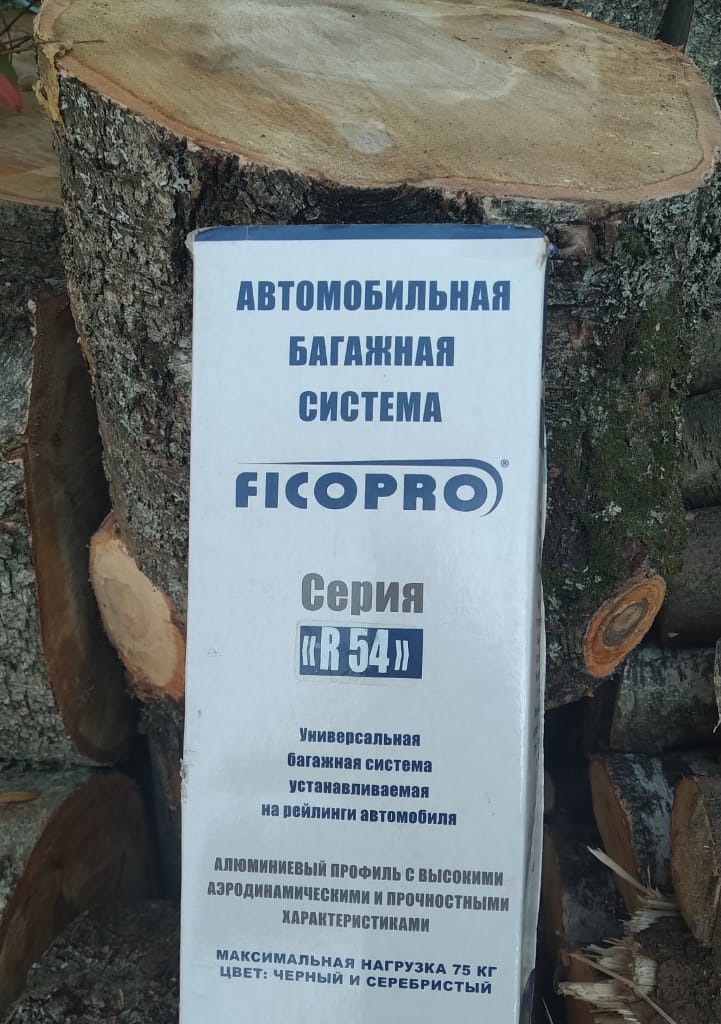 АВТОМОБИЛЬНАЯ
БАГАЖНАЯ
СИСТЕМА
FICOPRO®
Серия
«R 54»
Универсальная
багажная система
устанавливаемая
на рейлинги автомобиля
АЛЮМИНИЕВЫЙ ПРОФИЛЬ С ВЫСОКИМИ
АЭРОДИНАМИЧЕСКИМИ И ПРОЧНОСТНЫМИ
ХАРАКТЕРИСТИКАМИ
МАКСИМАЛЬНАЯ НАГРУЗКА 75 КГ
ЦВЕТ: ЧЕРНЫЙ И СЕРЕБРИСТЫЙ